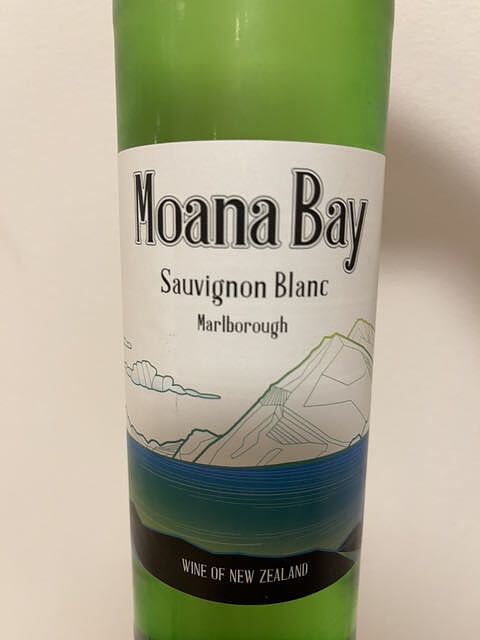 Moana Bay
Sauvignon Blanc
Marlborough
WINE OF NEW ZEALAND